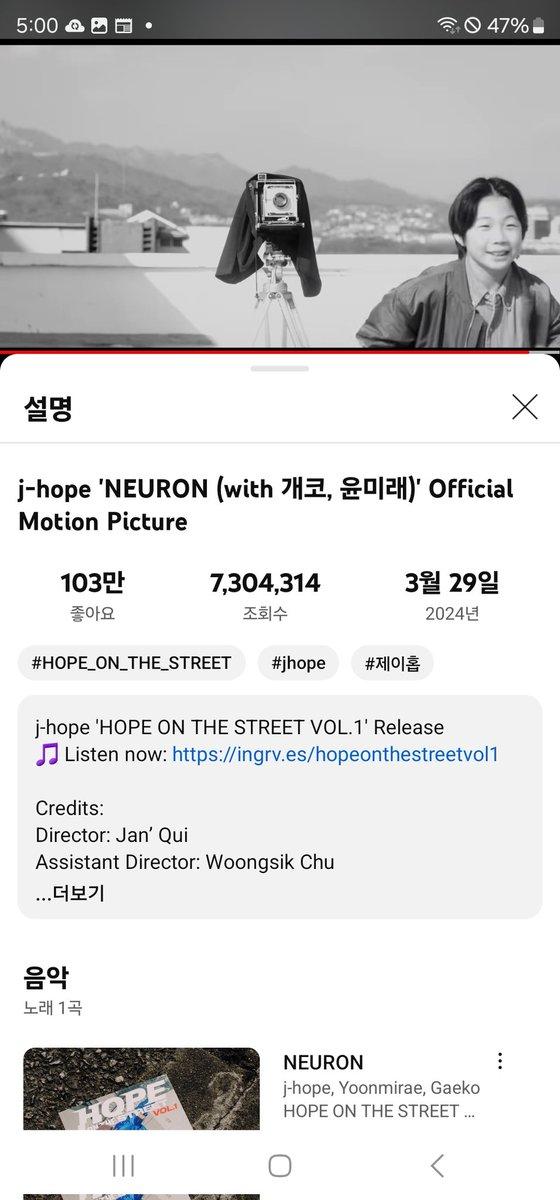 5:00 47%
설명
j-hope 'NEURON (with 개코, 윤미래)' Official
Motion Picture
103만 7,304,314 3월 29일
좋아요 조회수 2024년
#HOPE_ON_THE_STREET #jhope #제이홉
j-hope 'HOPE ON THE STREET VOL.1' Release
🎵 Listen now: https://ingrv.es/hopeonthestreetvol1
Credits:
Director: Jan’ Qui
Assistant Director: Woongsik Chu
...더보기
음악
노래 1곡
HOPE
VOL.1
NEURON
j-hope, Yoonmirae, Gaeko
HOPE ON THE STREET ...